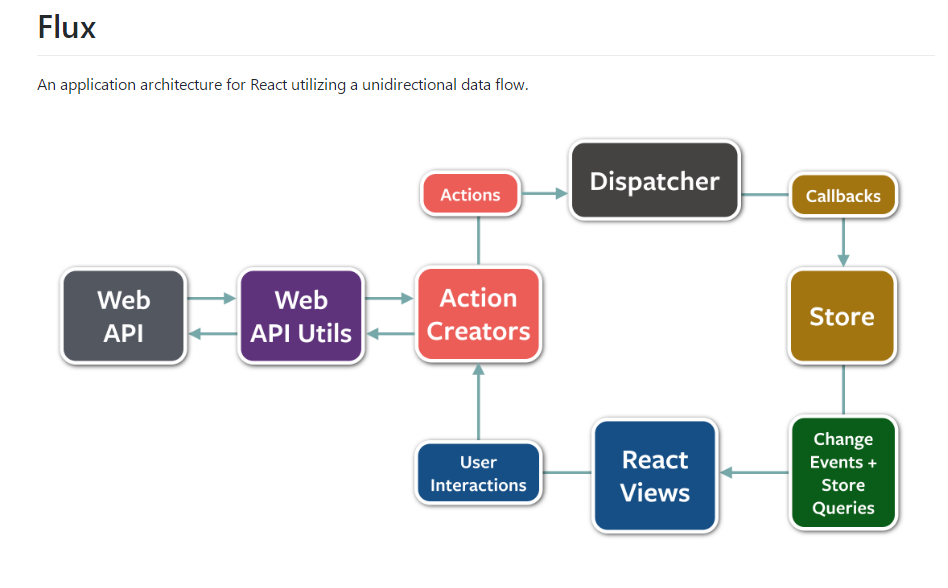 Flux
An application architecture for React utilizing a unidirectional data flow.
Dispatcher
Actions
Callbacks
Web
API
Web
API Utils
Action
Creators
Store
User
Interactions
React
Views
Change
Events +
Store
Queries